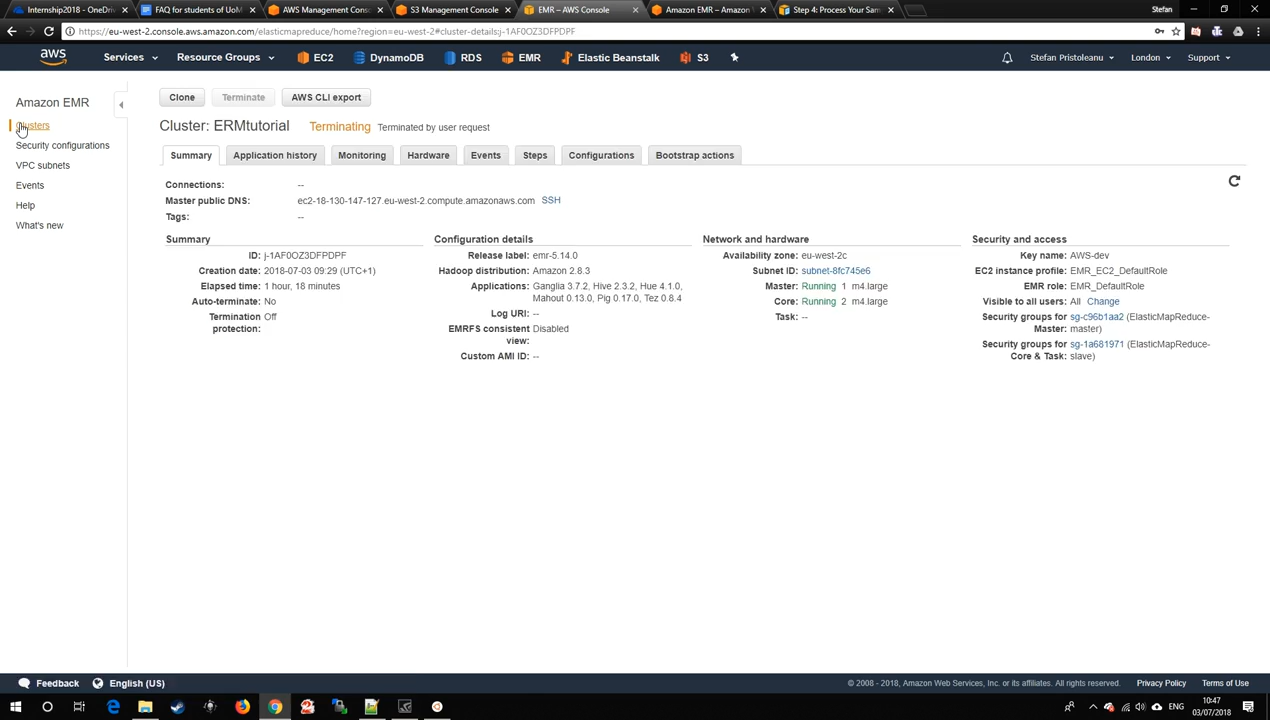 Internship2018 - OneDriv
FAQ for students of UoM
AWS Management Cons
S3 Management Console
EMR – AWS Console
Amazon EMR – Amazon
Step 4: Process Your Sam
Stefan
https://eu-west-2.console.aws.amazon.com/elasticmapreduce/home?region=eu-west-2#cluster-details:j-1AF0OZ3DFPDPF
aws
Services
Resource Groups
EC2
DynamoDB
RDS
EMR
Elastic Beanstalk
S3
Stefan Pristoleanu
London
Support
Amazon EMR
Clusters
Security configurations
VPC subnets
Events
Help
What's new
Clone
Terminate
AWS CLI export
Cluster: ERMtutorial Terminating Terminated by user request
Summary
Application history
Monitoring
Hardware
Events
Steps
Configurations
Bootstrap actions
Connections: --
Master public DNS: ec2-18-130-147-127.eu-west-2.compute.amazonaws.com SSH
Tags: --
Summary
ID: j-1AF0OZ3DFPDPF
Creation date: 2018-07-03 09:29 (UTC+1)
Elapsed time: 1 hour, 18 minutes
Auto-terminate: No
Termination Off
protection:
Configuration details
Release label: emr-5.14.0
Hadoop distribution: Amazon 2.8.3
Applications: Ganglia 3.7.2, Hive 2.3.2, Hue 4.1.0,
Mahout 0.13.0, Pig 0.17.0, Tez 0.8.4
Log URI: --
EMRFS consistent Disabled
view:
Custom AMI ID: --
Network and hardware
Availability zone: eu-west-2c
Subnet ID: subnet-8fc745e6
Master: Running 1 m4.large
Core: Running 2 m4.large
Task: --
Security and access
Key name: AWS-dev
EC2 instance profile: EMR_EC2_DefaultRole
EMR role: EMR_DefaultRole
Visible to all users: All Change
Security groups for sg-c96b1aa2 (ElasticMapReduce-
Master: master)
Security groups for sg-1a681971 (ElasticMapReduce-
Core & Task: slave)
Feedback
English (US)
© 2008 - 2018, Amazon Web Services, Inc. or its affiliates. All rights reserved.
Privacy Policy
Terms of Use
ENG
10:47
03/07/2018